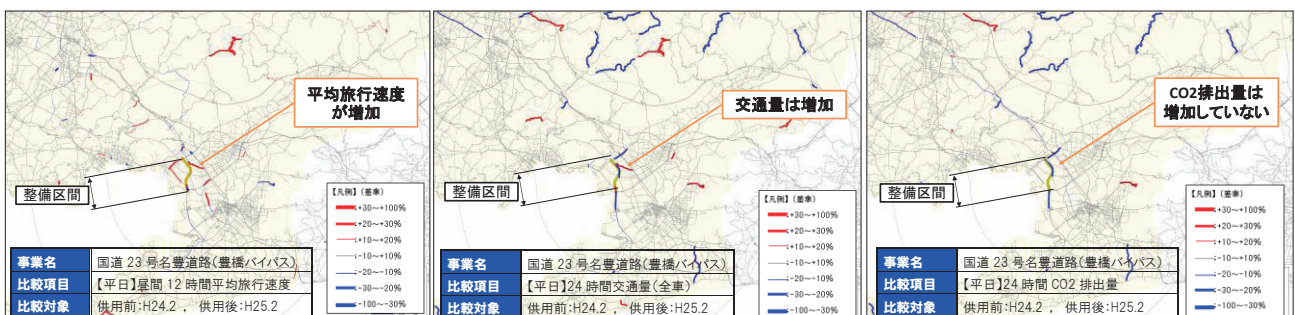 平均旅行速度
が増加
整備区間
【凡例】(差率)
:+30~+100%
:+20~+30%
:+10~+20%
:-10~+10%
:-20~-10%
:-30~-20%
:-100~-30%
事業名 国道 23 号名豊道路(豊橋バイパス)
比較項目 【平日】昼間 12 時間平均旅行速度
比較対象 供用前:H24.2 , 供用後:H25.2
交通量は増加
整備区間
【凡例】(差率)
:+30~+100%
:+20~+30%
:+10~+20%
:-10~+10%
:-20~-10%
:-30~-20%
:-100~-30%
事業名 国道 23 号名豊道路(豊橋バイパス)
比較項目 【平日】24 時間交通量(全車)
比較対象 供用前:H24.2 , 供用後:H25.2
CO2排出量は
増加していない
整備区間
【凡例】(差率)
:+30~+100%
:+20~+30%
:+10~+20%
:-10~+10%
:-20~-10%
:-30~-20%
:-100~-30%
事業名 国道 23 号名豊道路(豊橋バイパス)
比較項目 【平日】24 時間 CO2 排出量
比較対象 供用前:H24.2 , 供用後:H25.2